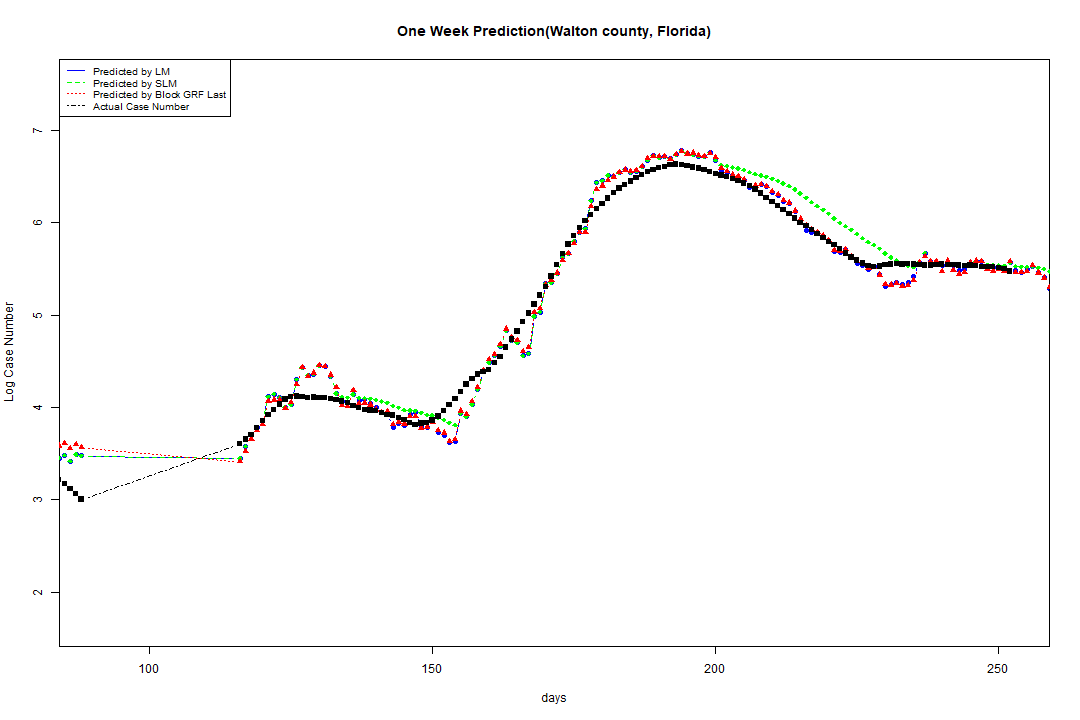 One Week Prediction(Walton county, Florida)
Predicted by LM
Predicted by SLM
Predicted by Block GRF Last
Actual Case Number
7
6
5
4
3
2
Log Case Number
100 150 200 250
days